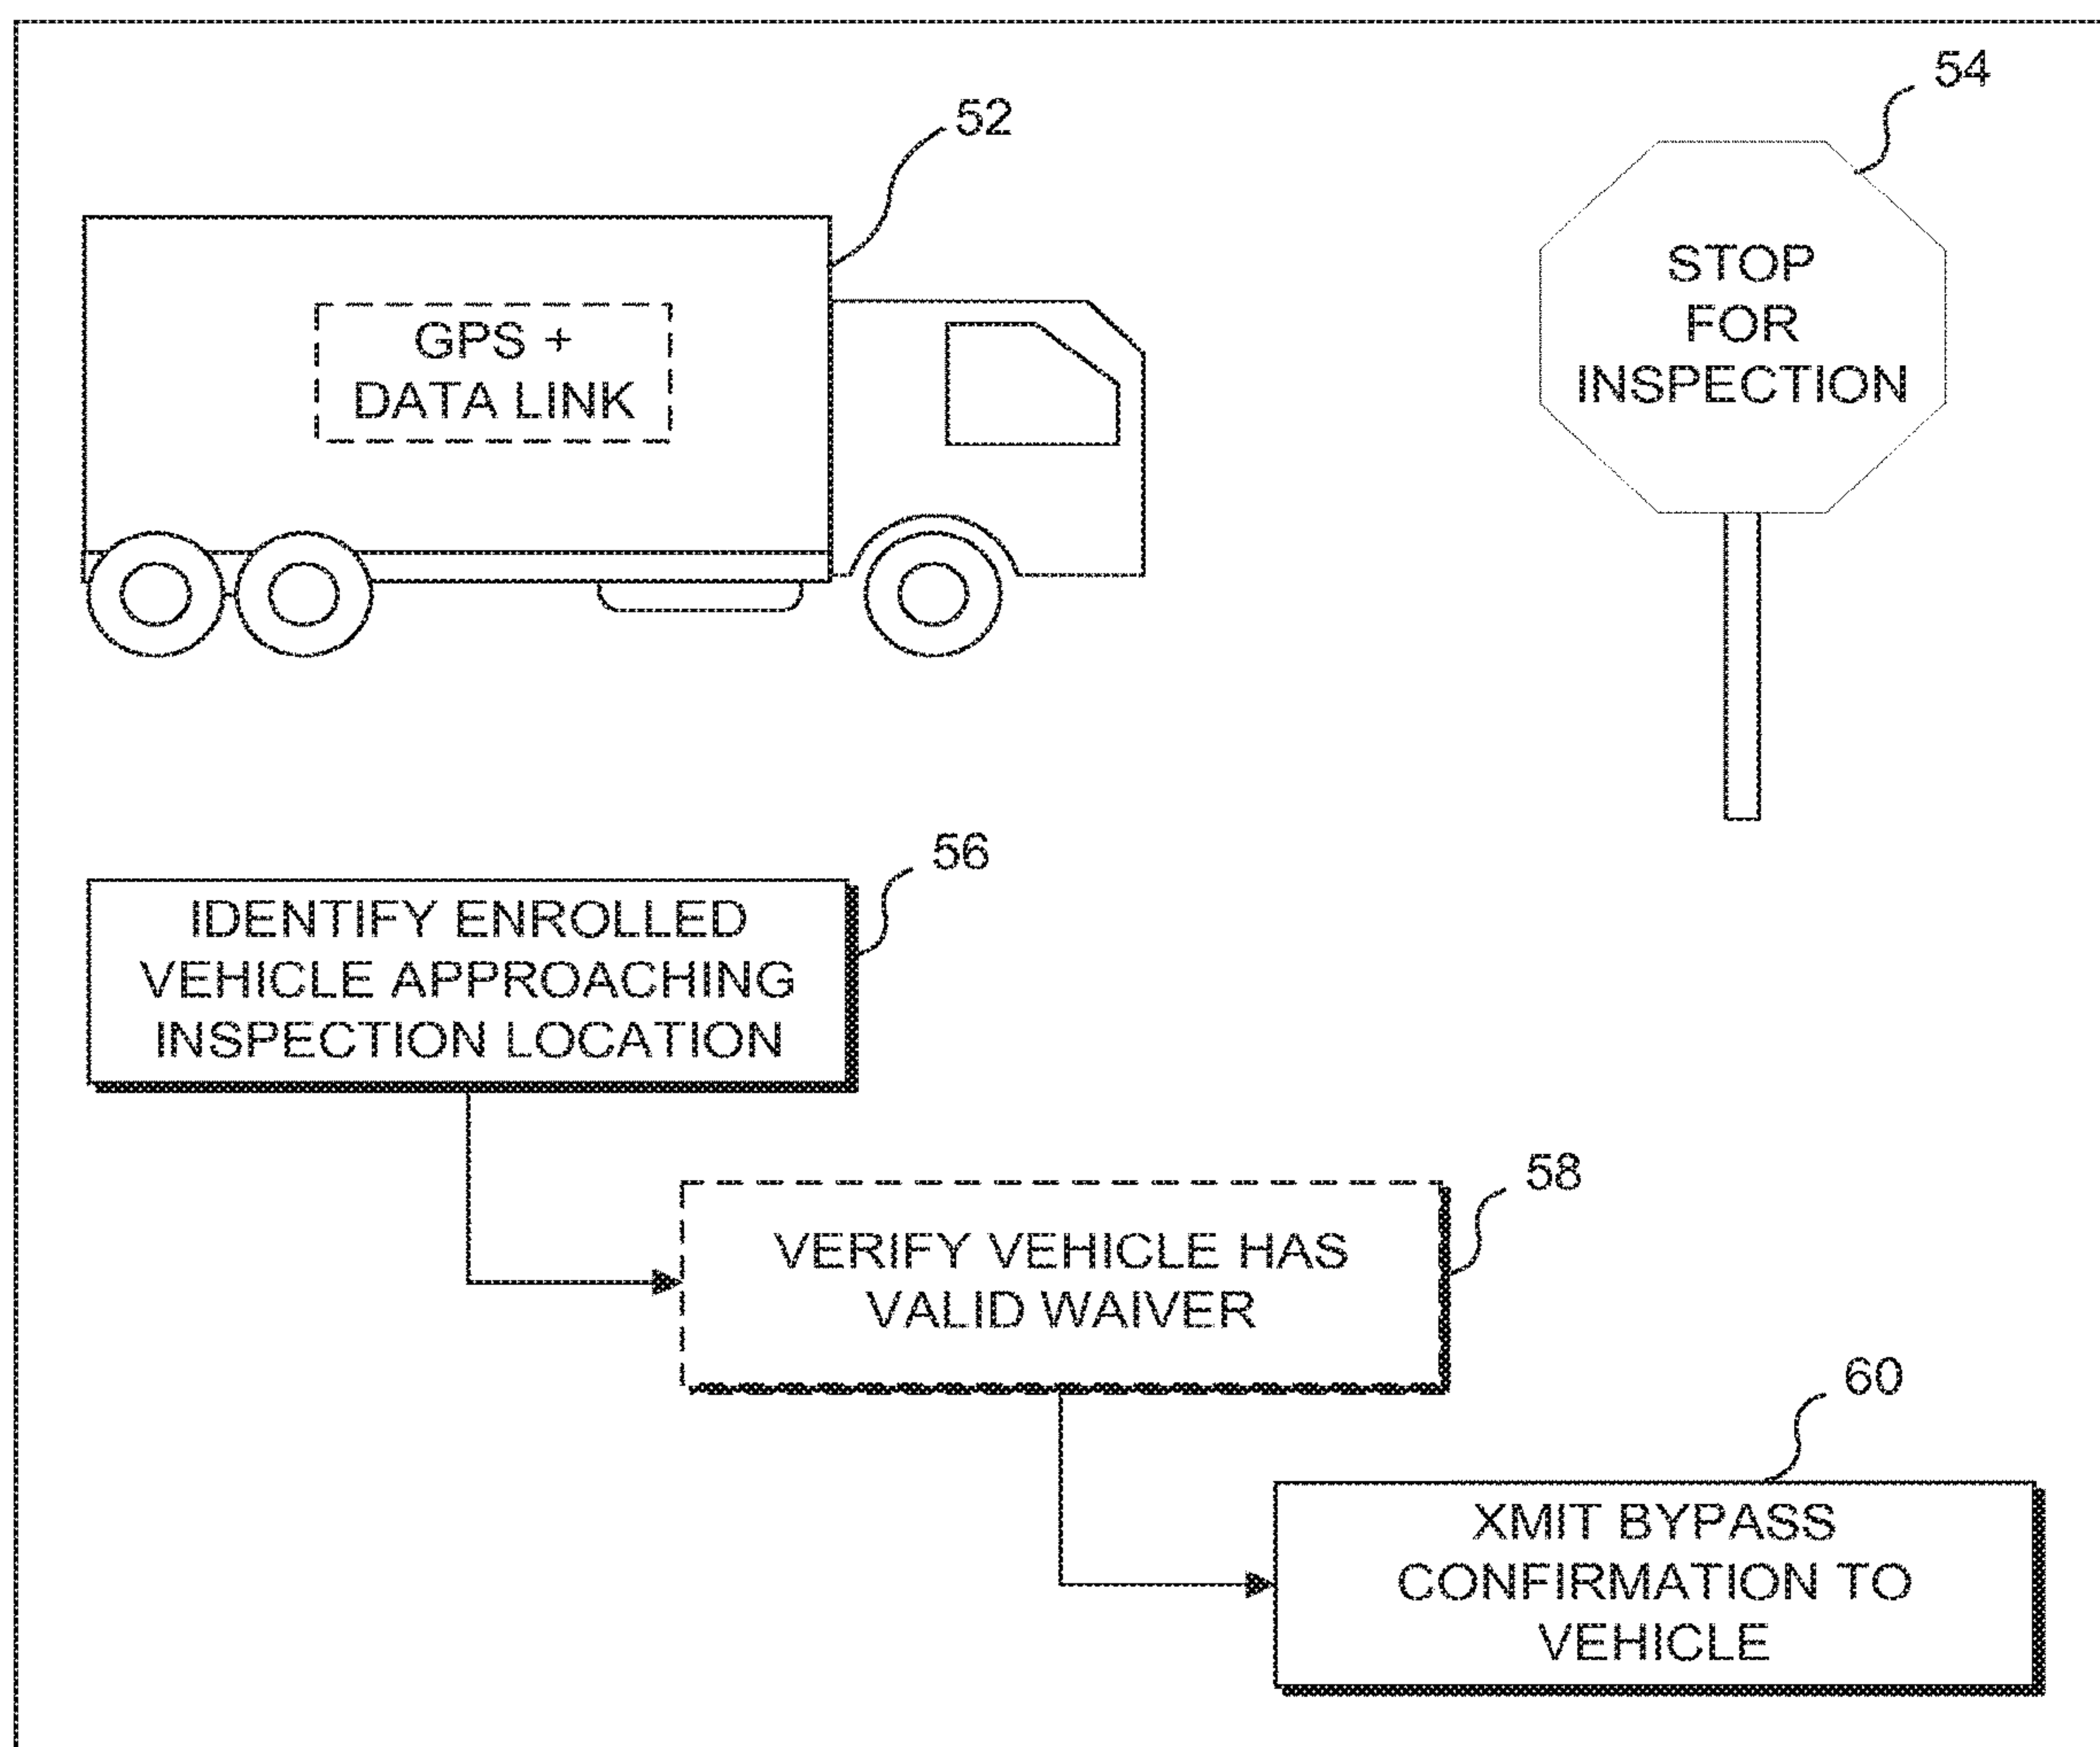 54
52
GPS +
DATA LINK
STOP
FOR
INSPECTION
56
IDENTIFY ENROLLED
VEHICLE APPROACHING
INSPECTION LOCATION
58
VERIFY VEHICLE HAS
VALID WAIVER
60
XMIT BYPASS
CONFIRMATION TO
VEHICLE